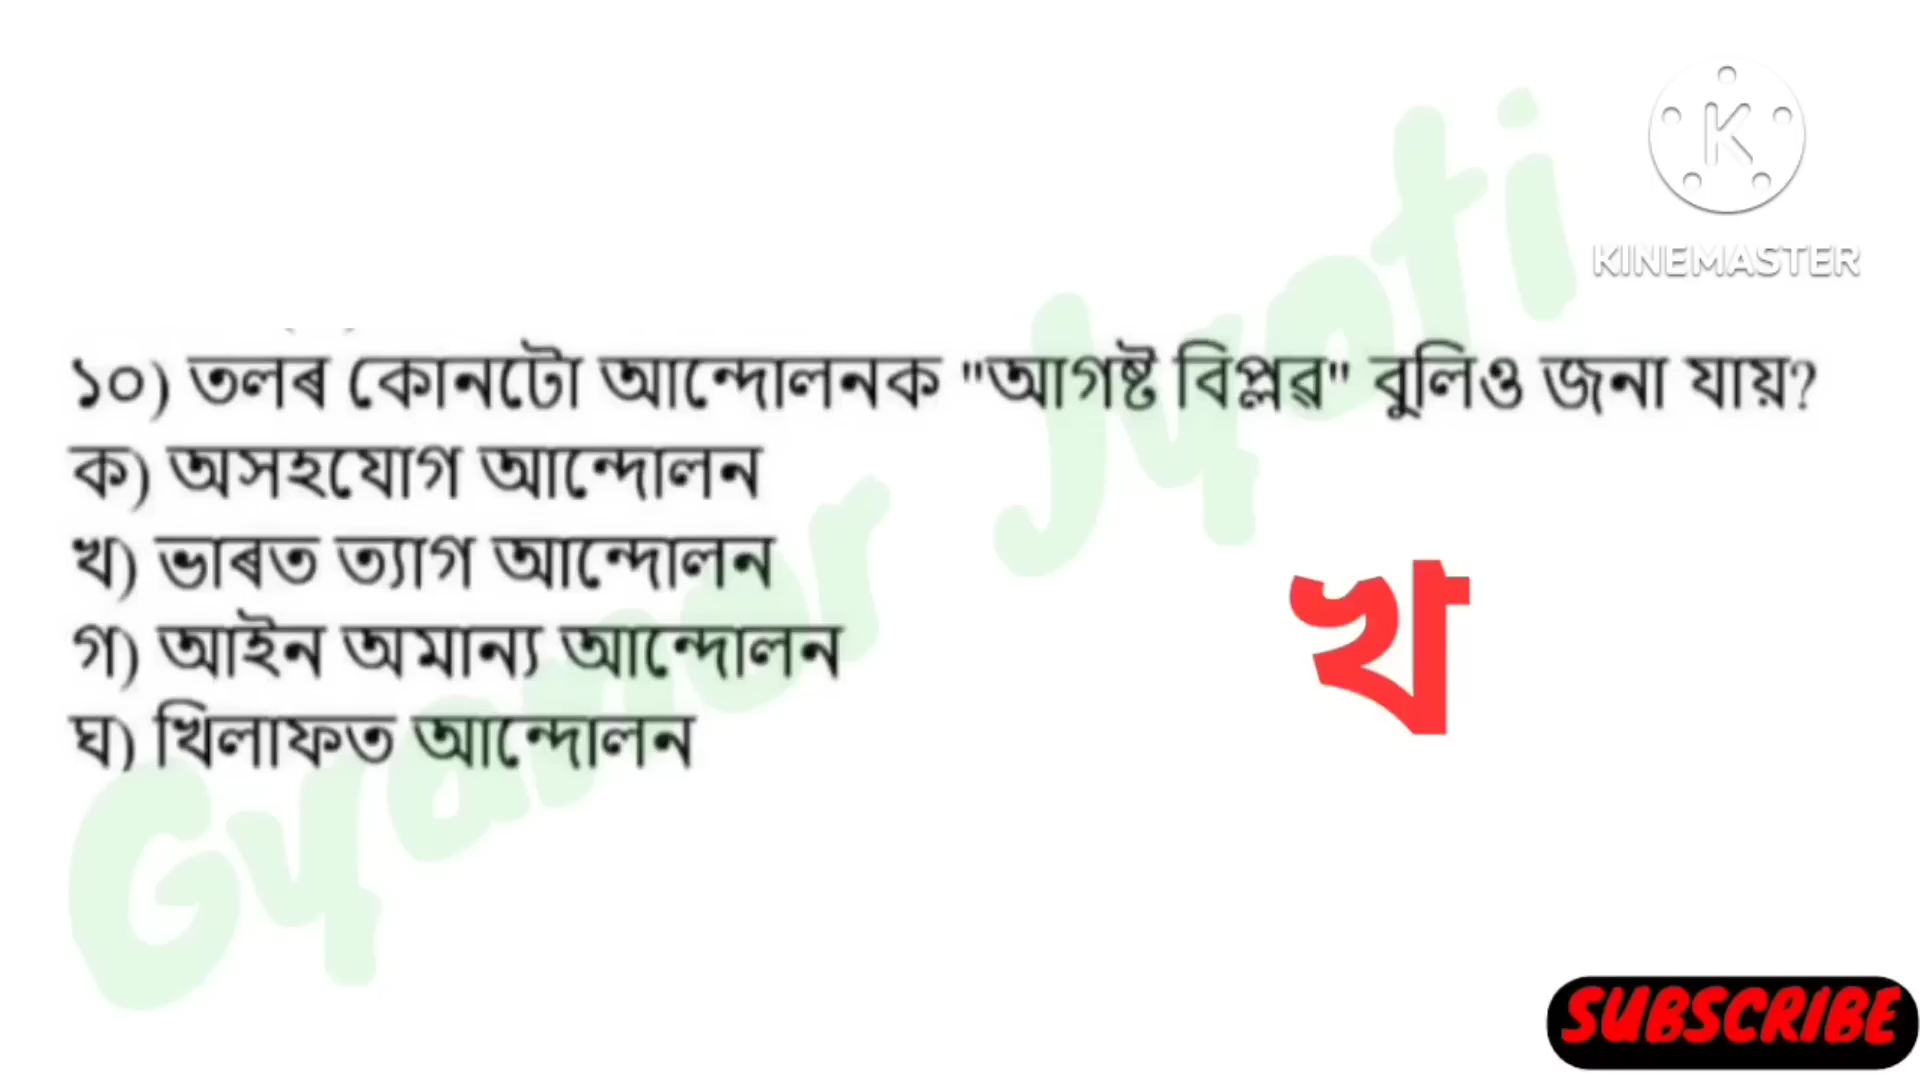 KINEMASTER
১০) তলৰ কোনটো আন্দোলনক "আগষ্ট বিপ্লৱ" বুলিও জনা যায়?
ক) অসহযোগ আন্দোলন
খ) ভাৰত ত্যাগ আন্দোলন
গ) আইন অমান্য আন্দোলন
ঘ) খিলাফত আন্দোলন
খ
Gyanor Jyoti
SUBSCRIBE